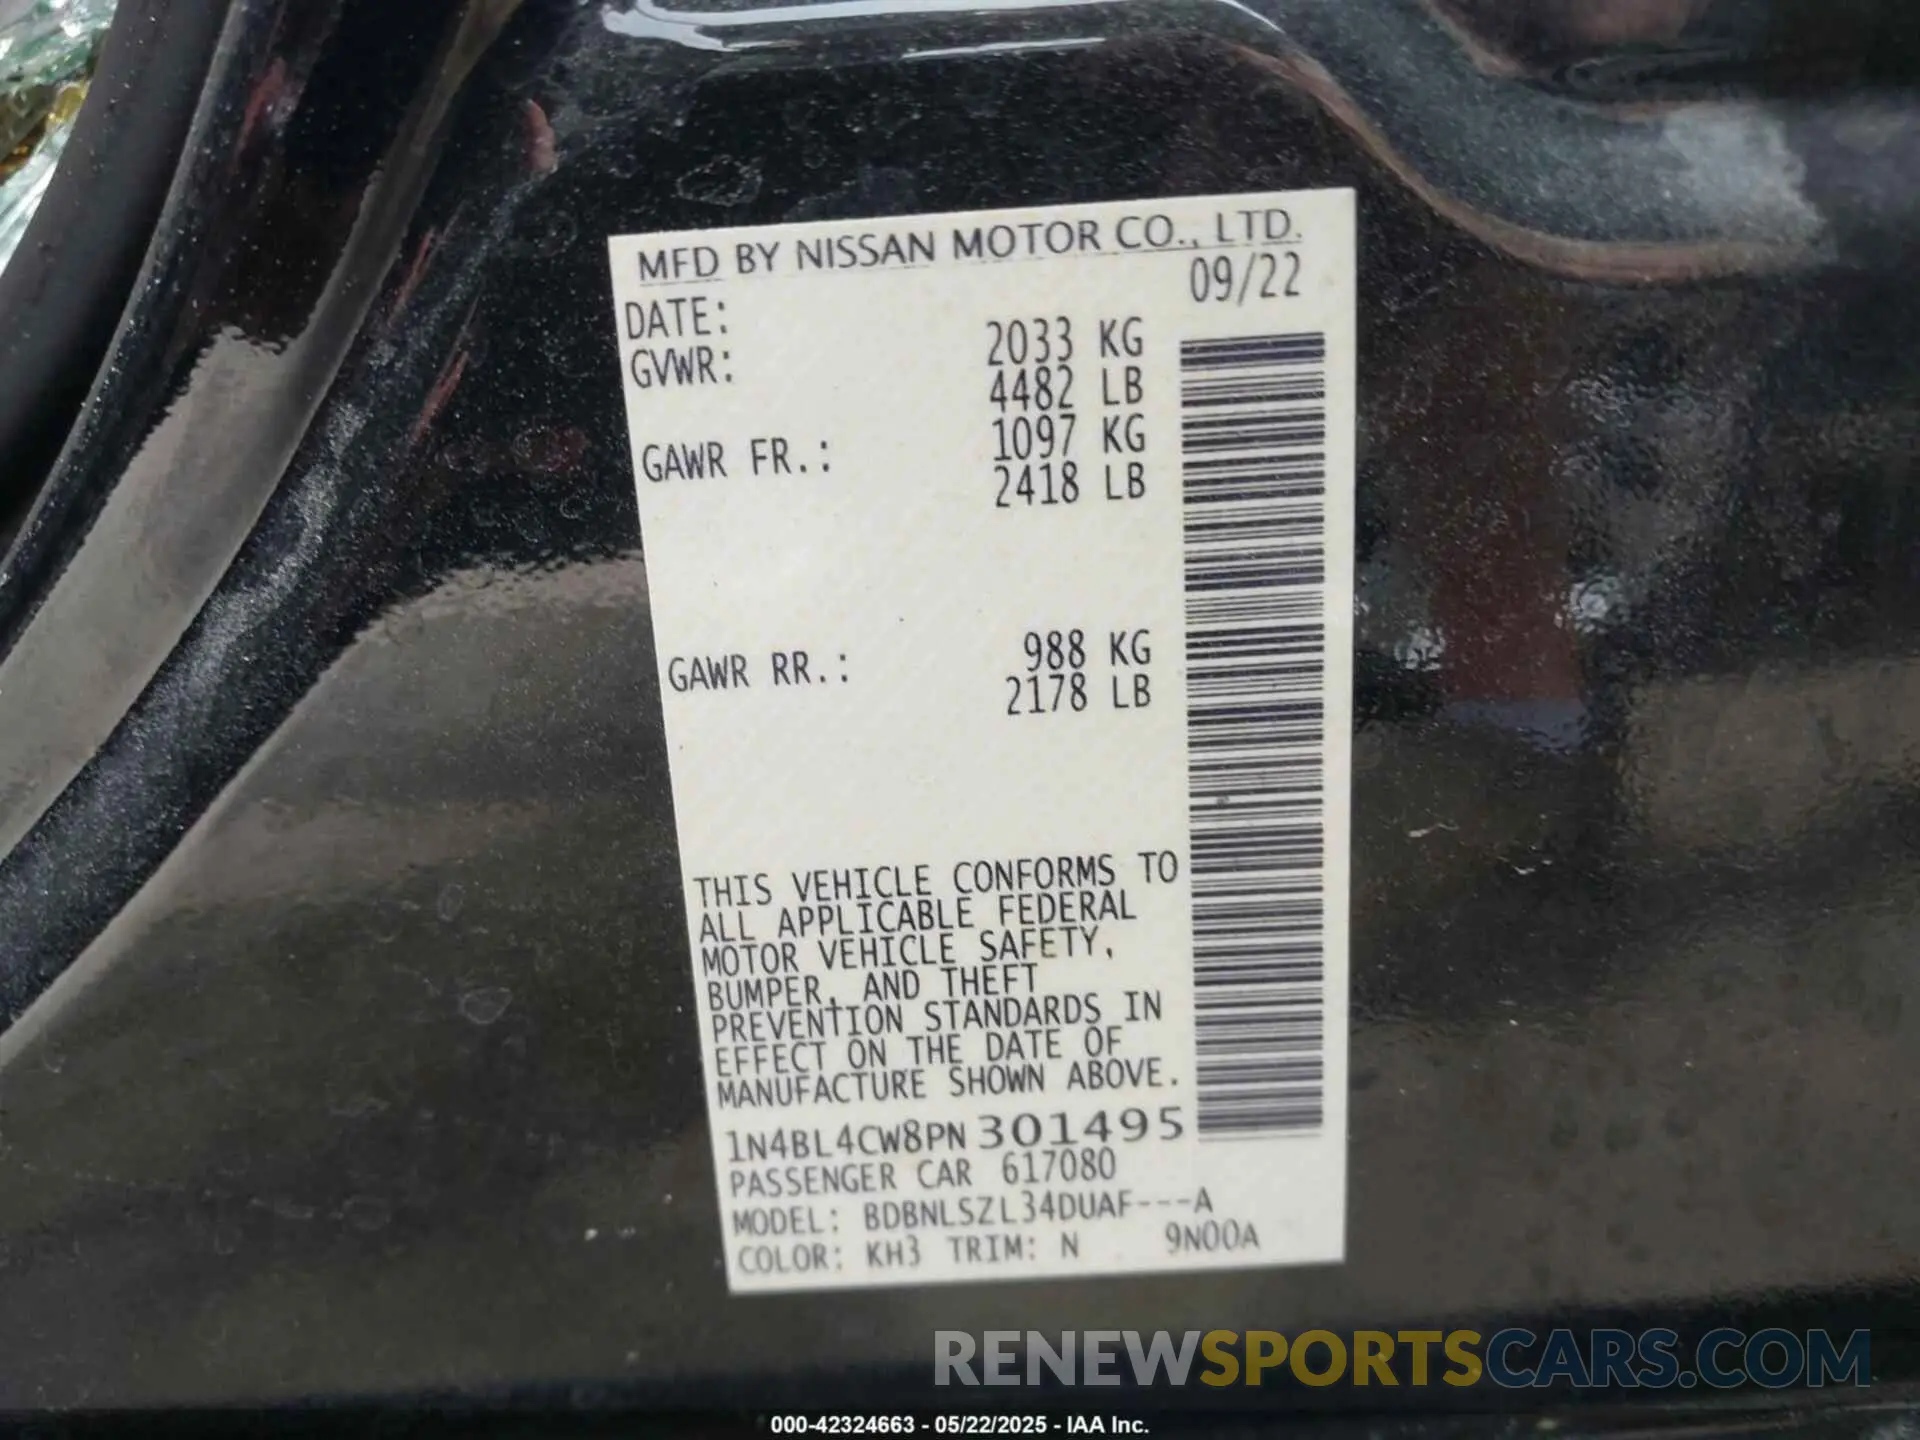 MFD BY NISSAN MOTOR CO., LTD.
DATE: 09/22
GVWR: 2033 KG
4482 LB
GAWR FR.: 1097 KG
2418 LB
GAWR RR.: 988 KG
2178 LB
THIS VEHICLE CONFORMS TO
ALL APPLICABLE FEDERAL
MOTOR VEHICLE SAFETY,
BUMPER, AND THEFT
PREVENTION STANDARDS IN
EFFECT ON THE DATE OF
MANUFACTURE SHOWN ABOVE.
1N4BL4CW8PN301495
PASSENGER CAR 617080
MODEL: BDBNLSZL34DUAF---A
COLOR: KH3 TRIM: N 9N00A
RENEWSPORTSCARS.COM
000-42324663 - 05/22/2025 - IAA Inc.